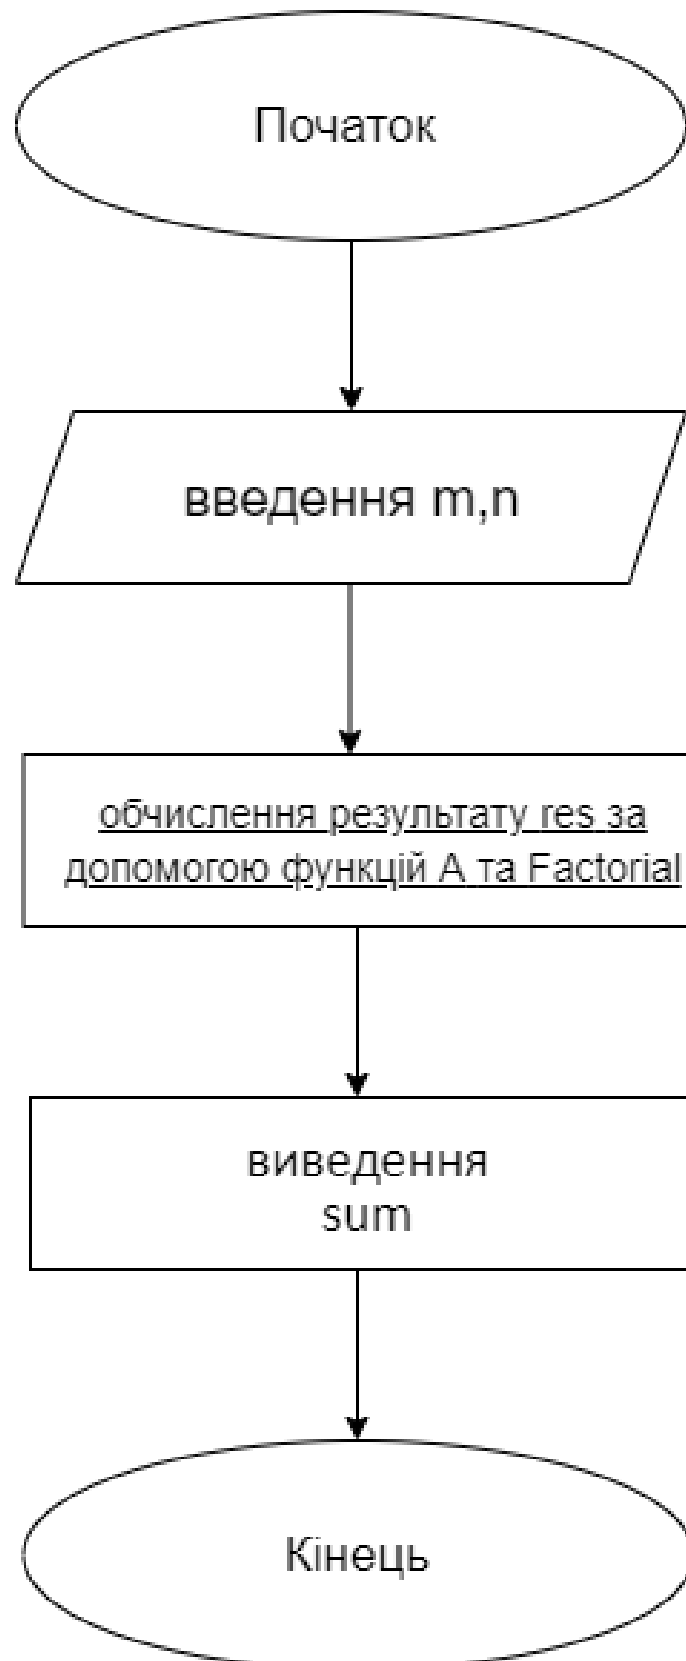 Початок
введення m,n
обчислення результату res за
допомогою функцій A та Factorial
виведення
sum
Кінець